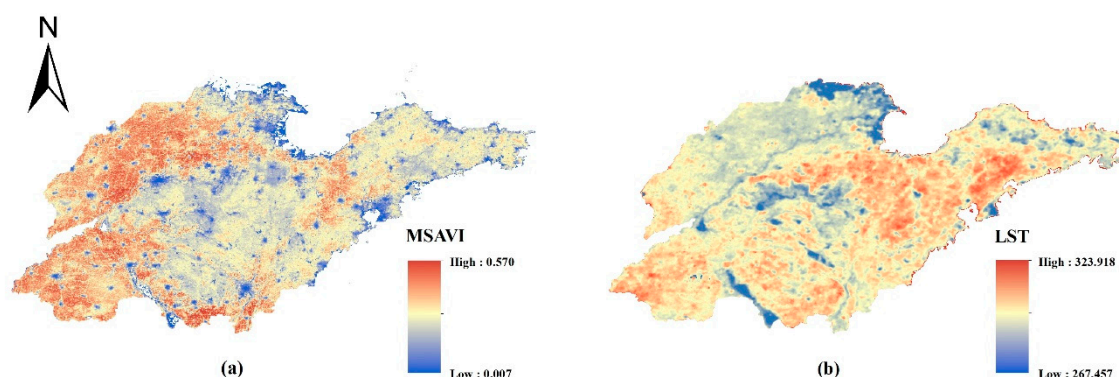 N
MSAVI
High : 0.570
Low : 0.007
(a)
LST
High : 323.918
Low : 267.457
(b)